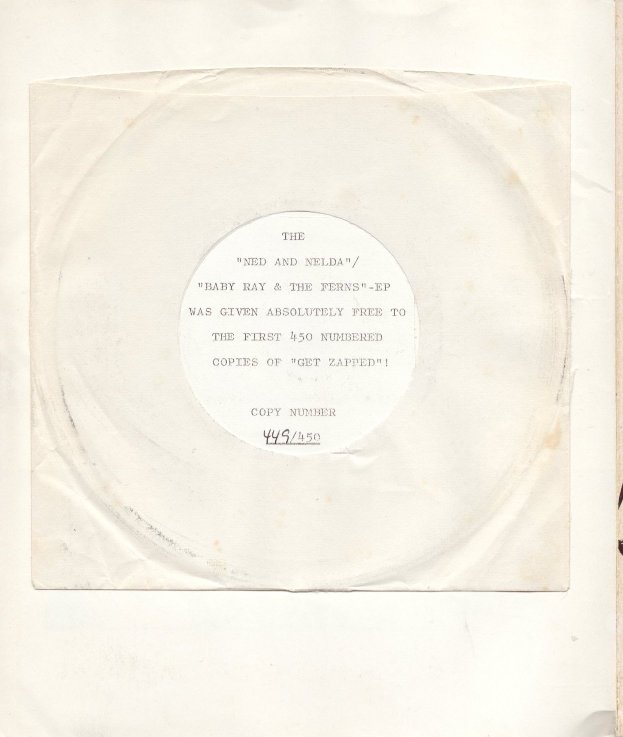 THE
"NED AND NELDA"/
"BABY RAY & THE FERNS"-EP
WAS GIVEN ABSOLUTELY FREE TO
THE FIRST 450 NUMBERED
COPIES OF "GET ZAPPED"!
COPY NUMBER
449/450